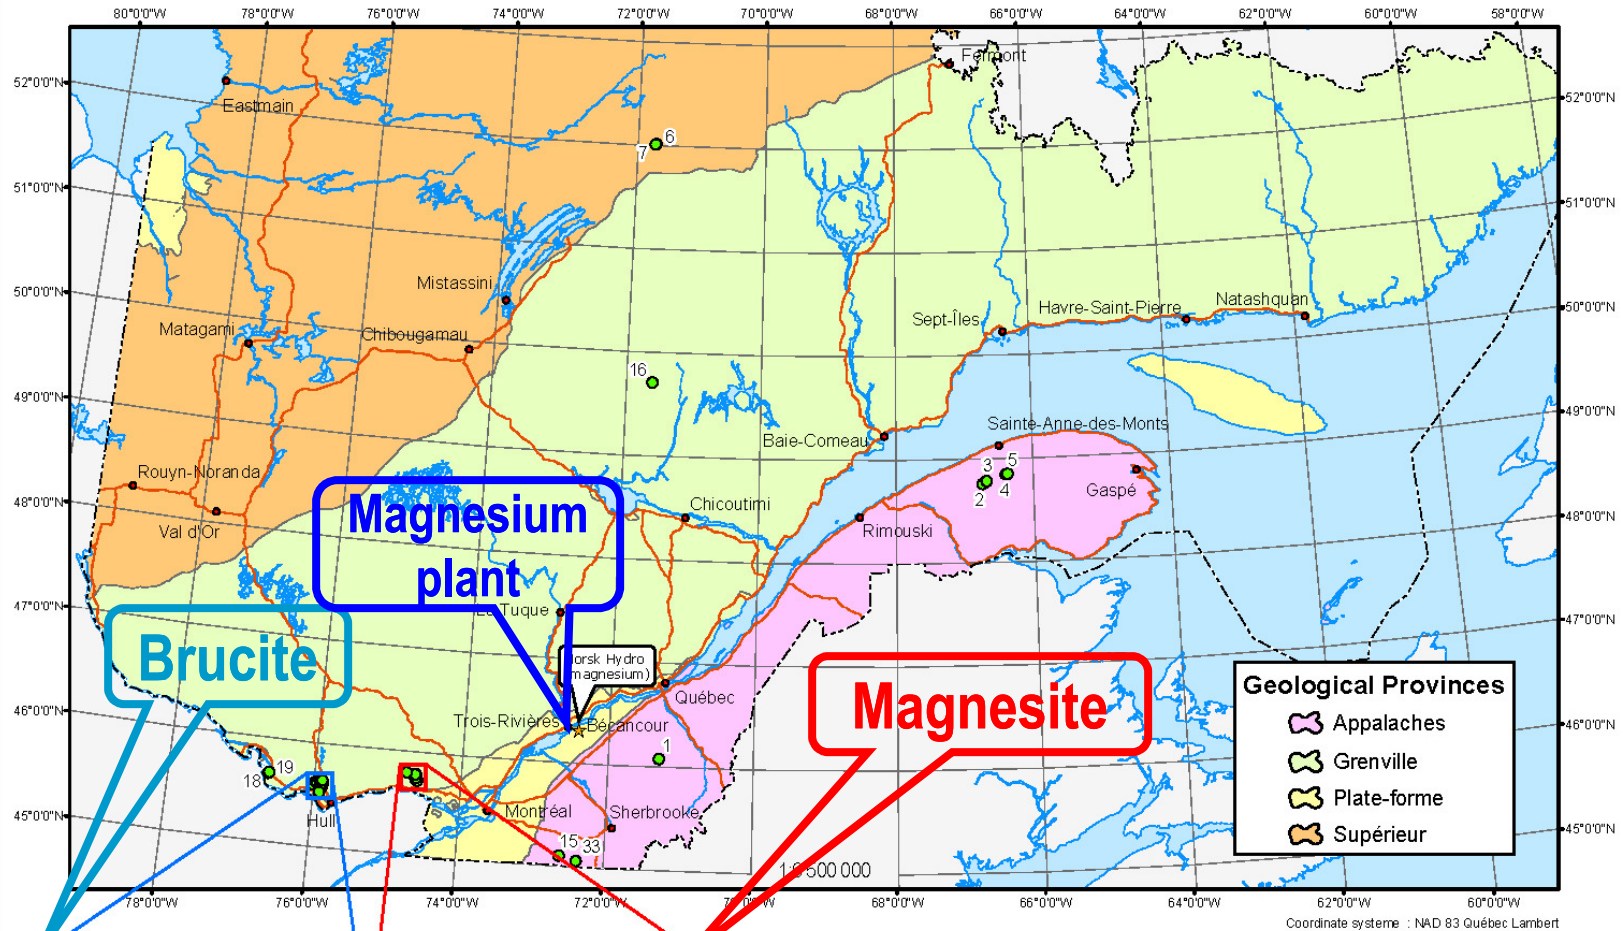 80°0'0"W 78°0'0"W 76°0'0"W 74°0'0"W 72°0'0"W 70°0'0"W 68°0'0"W 66°0'0"W 64°0'0"W 62°0'0"W 60°0'0"W 58°0'0"W
Fermont
52°0'0"N
52°0'0"N
Eastmain
6
7
51°0'0"N
51°0'0"N
Mistassini
50°0'0"N
50°0'0"N
Havre-Saint-Pierre
Natashquan
Sept-Îles
Matagami
Chibougamau
16
49°0'0"N
49°0'0"N
Sainte-Anne-des-Monts
Baie-Comeau
3 5
2 4
Rouyn-Noranda
Gaspé
48°0'0"N
48°0'0"N
Chicoutimi
Magnesium
plant
Val d'Or
Rimouski
47°0'0"N
47°0'0"N
Tuque
Brucite
Norsk Hydro
(magnesium)
Magnesite
Québec
46°0'0"N
46°0'0"N
Trois-Rivières
Bécancour
1
19
18
45°0'0"N
45°0'0"N
Hull
Montréal
Sherbrooke
15 33
500 000
Geological Provinces
Appalaches
Grenville
Plate-forme
Supérieur
78°0'0"W 76°0'0"W 74°0'0"W 72°0'0"W 70°0'0"W 68°0'0"W 66°0'0"W 64°0'0"W 62°0'0"W 60°0'0"W
Coordinate systeme : NAD 83 Québec Lambert